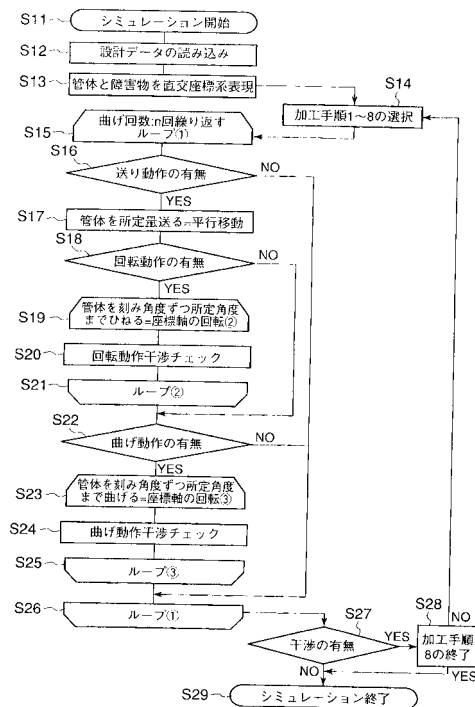 S11
シミュレーション開始
S12
設計データの読み込み
S13
管体と障害物を直交座標系表現
S14
加工手順1〜8の選択
S15
曲げ回数:n回繰り返す
ループ①
S16
送り動作の有無
NO
YES
S17
管体を所定量送る=平行移動
S18
回転動作の有無
NO
YES
S19
管体を刻み角度ずつ所定角度
までひねる=座標軸の回転②
S20
回転動作干渉チェック
S21
ループ②
S22
曲げ動作の有無
NO
YES
S23
管体を刻み角度ずつ所定角度
まで曲げる=座標軸の回転③
S24
曲げ動作干渉チェック
S25
ループ③
S26
ループ①
S27
干渉の有無
YES
NO
S28
NO
加工手順
8の終了
YES
S29
シミュレーション終了